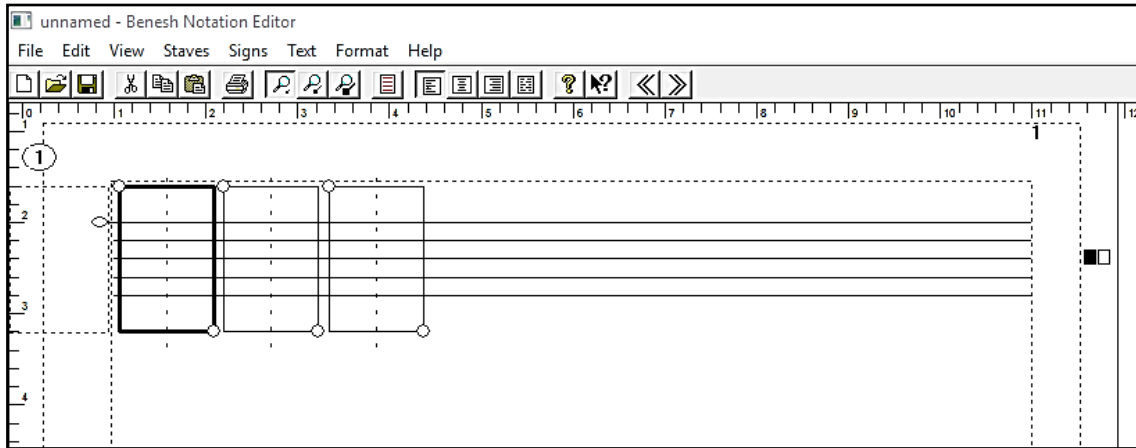 unnamed - Benesh Notation Editor
File Edit View Staves Signs Text Format Help
0 1 2 3 4 5 6 7 8 9 10 11 12
1
1
1
2
3
4